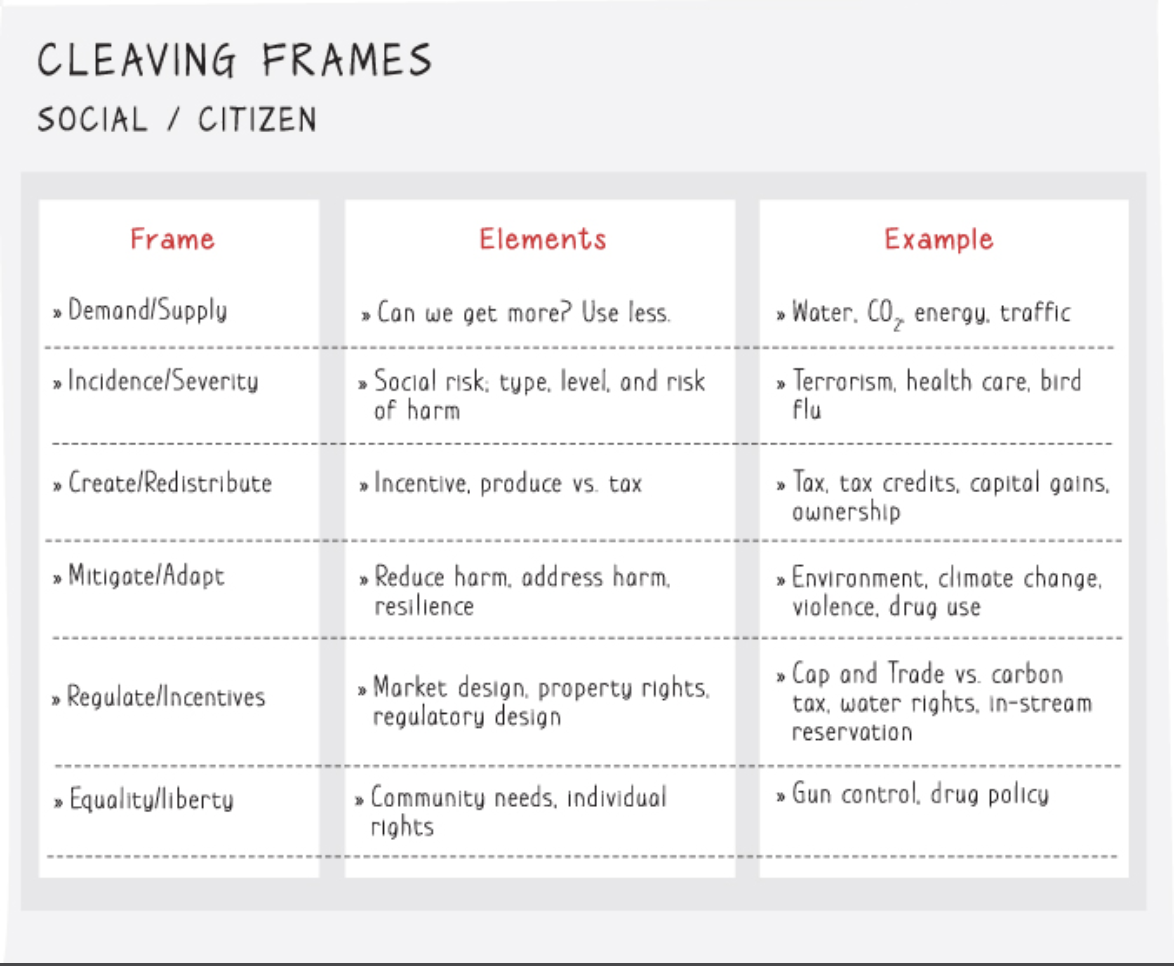 CLEAVING FRAMES
SOCIAL / CITIZEN
Frame
Elements
Example
» Demand/Supply
» Can we get more? Use less.
» Water, CO₂, energy, traffic
» Incidence/Severity
» Social risk; type, level, and risk
of harm
» Terrorism, health care, bird
flu
» Create/Redistribute
» Incentive, produce vs. tax
» Tax, tax credits, capital gains,
ownership
» Mitigate/Adapt
» Reduce harm, address harm,
resilience
» Environment, climate change,
violence, drug use
» Regulate/Incentives
» Market design, property rights,
regulatory design
» Cap and Trade vs. carbon
tax, water rights, in-stream
reservation
» Equality/liberty
» Community needs, individual
rights
» Gun control, drug policy